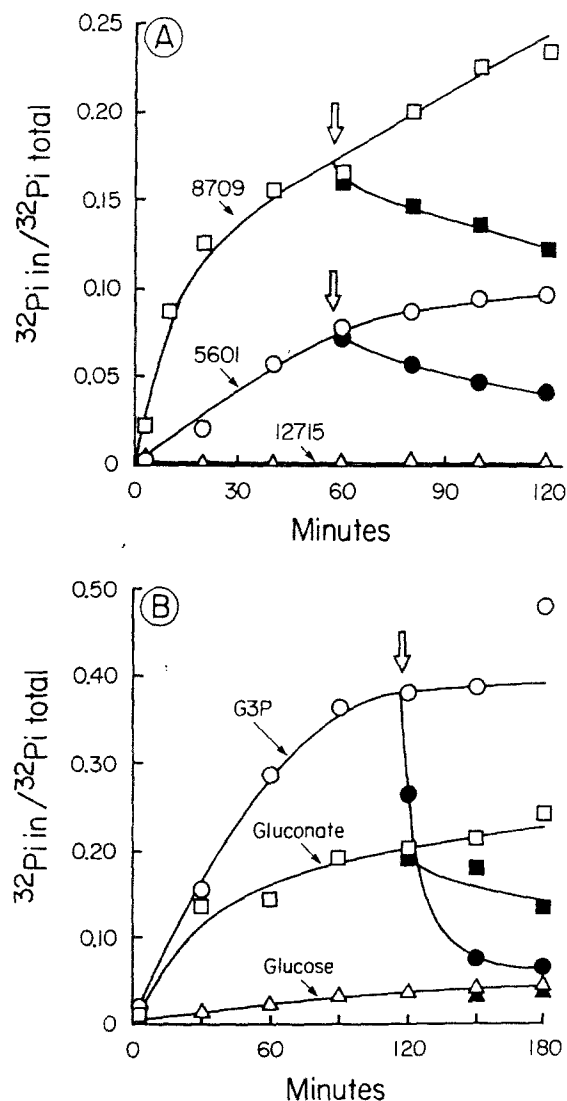 A
0.25
0.20
0.15
0.10
0.05
0
32Pi in/32Pi total
8709
5601
12715
0 30 60 90 120
Minutes
B
0.50
0.40
0.30
0.20
0.10
0
32Pi in/32Pi total
G3P
Gluconate
Glucose
0 60 120 180
Minutes